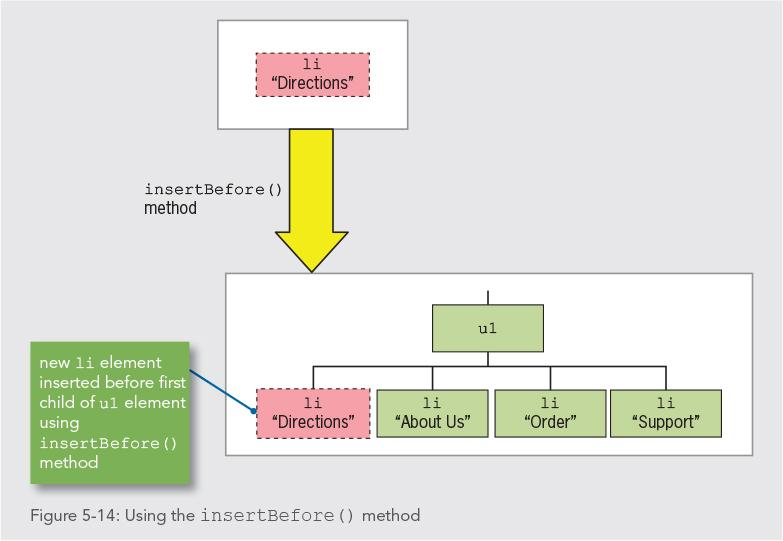 li
“Directions”
insertBefore()
method
ul
new li element
inserted before first
child of ul element
using
insertBefore()
method
li
“Directions”
li
“About Us”
li
“Order”
li
“Support”
Figure 5-14: Using the insertBefore() method